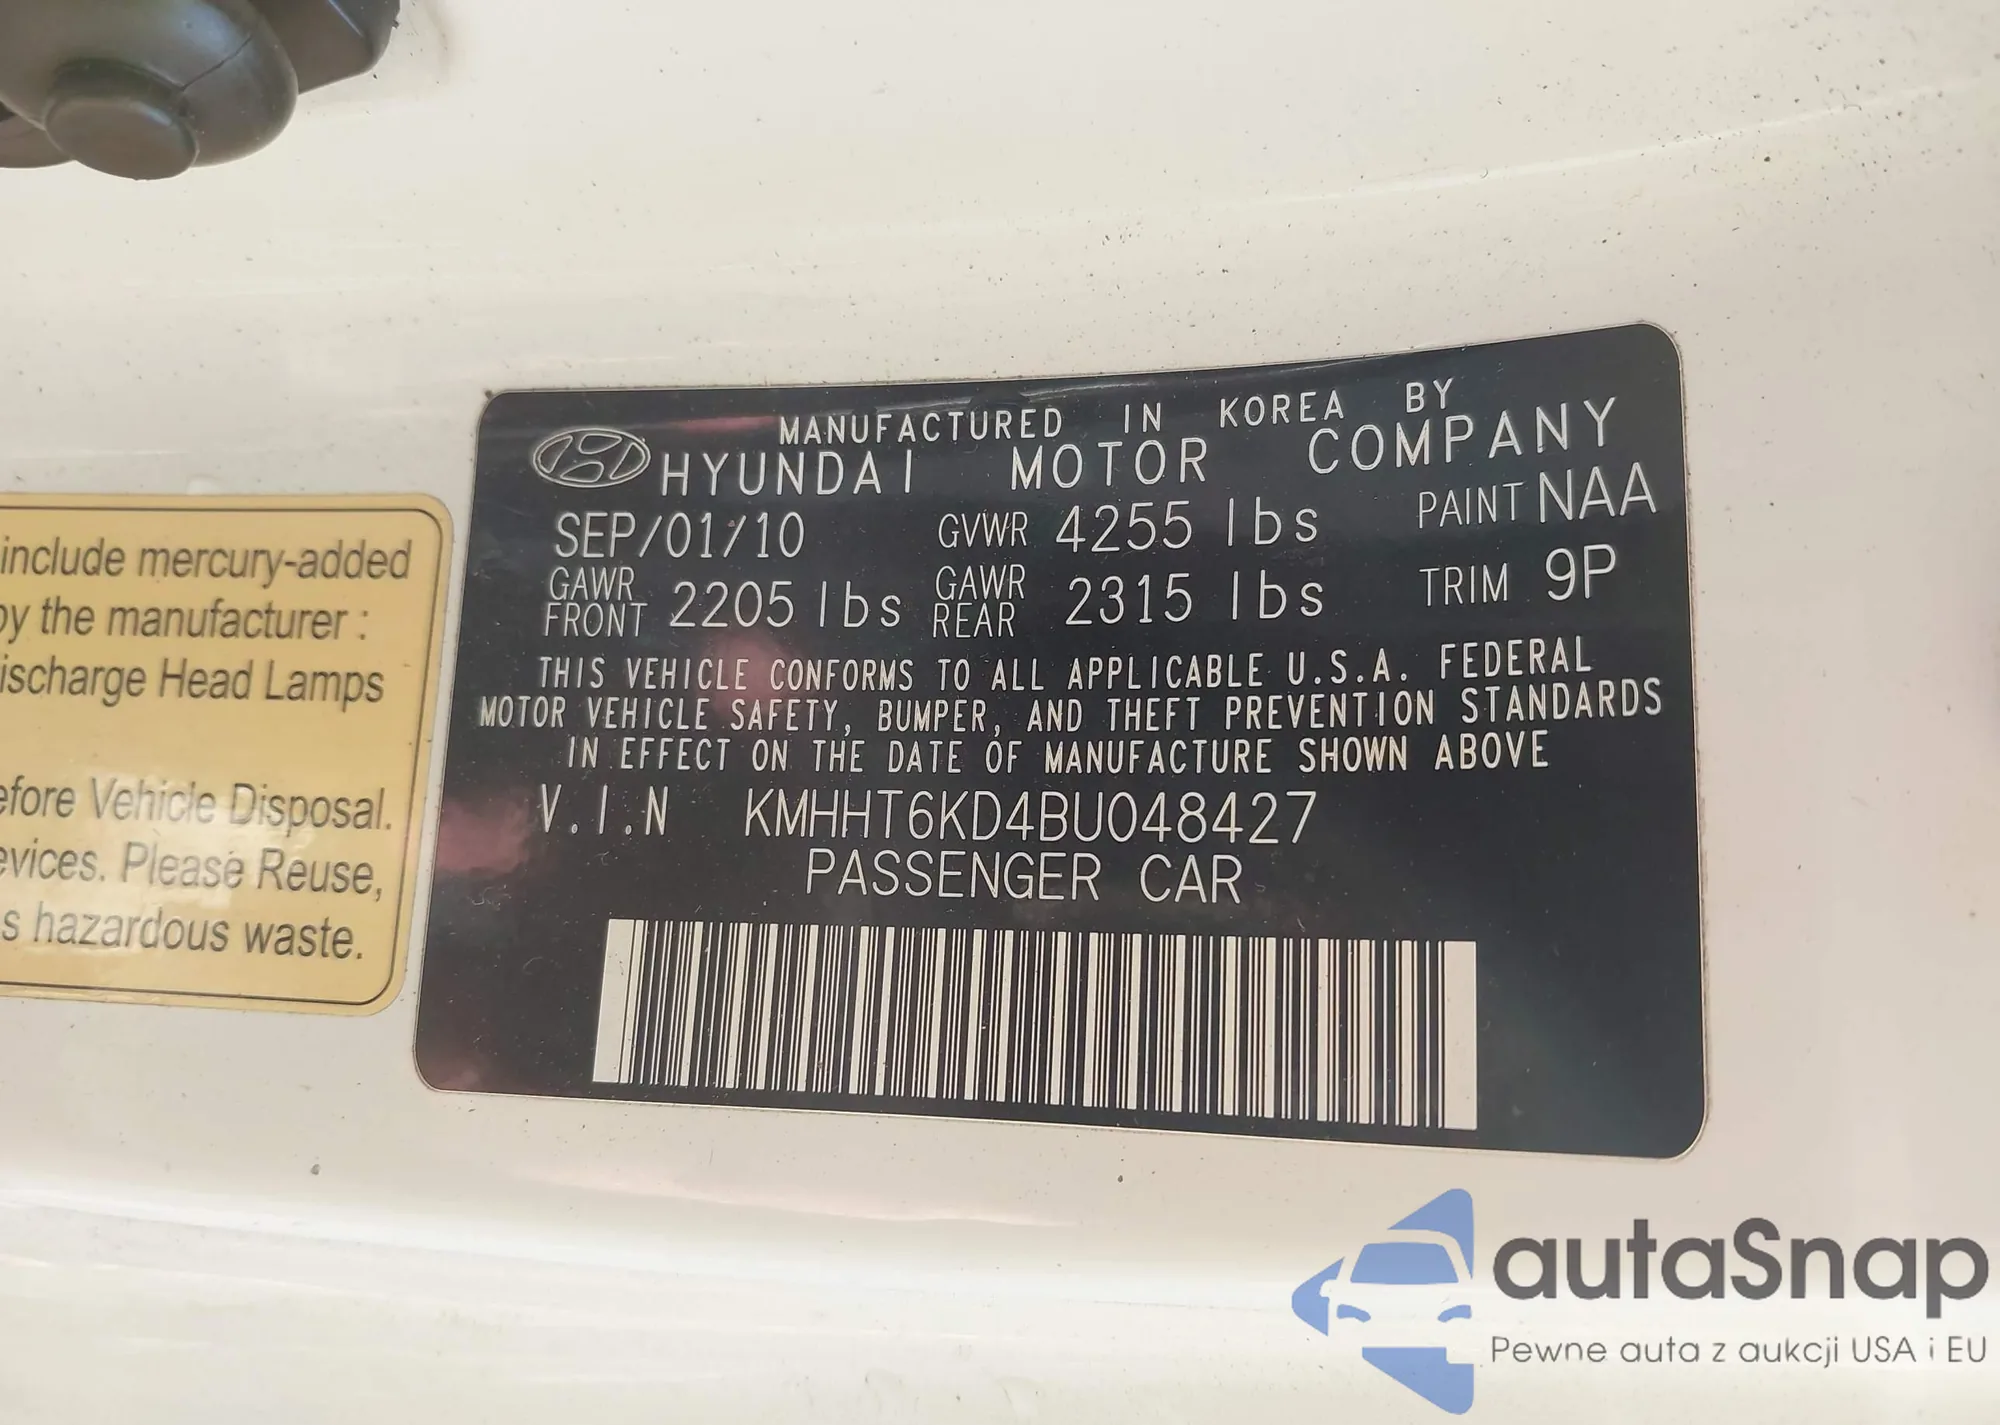 include mercury-added
by the manufacturer :
ischarge Head Lamps
efore Vehicle Disposal.
evices. Please Reuse,
s hazardous waste.
MANUFACTURED IN KOREA BY
HYUNDAI MOTOR COMPANY
SEP/01/10 GVWR 4255 lbs PAINT NAA
GAWR FRONT 2205 lbs GAWR REAR 2315 lbs TRIM 9P
THIS VEHICLE CONFORMS TO ALL APPLICABLE U.S.A. FEDERAL
MOTOR VEHICLE SAFETY, BUMPER, AND THEFT PREVENTION STANDARDS
IN EFFECT ON THE DATE OF MANUFACTURE SHOWN ABOVE
V.I.N KMHHT6KD4BU048427
PASSENGER CAR
autaSnap
Pewne auta z aukcji USA i EU